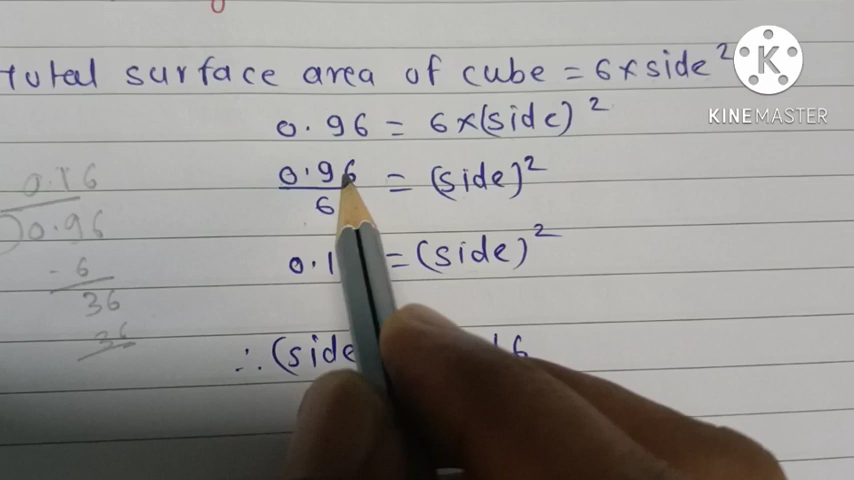 total surface area of cube = 6×side²
0.96 = 6×(side)²
0.96/6 = (side)²
0.1 = (side)²
∴ (side 16
0.16
0.96
- 6
36
36
K
KINEMASTER